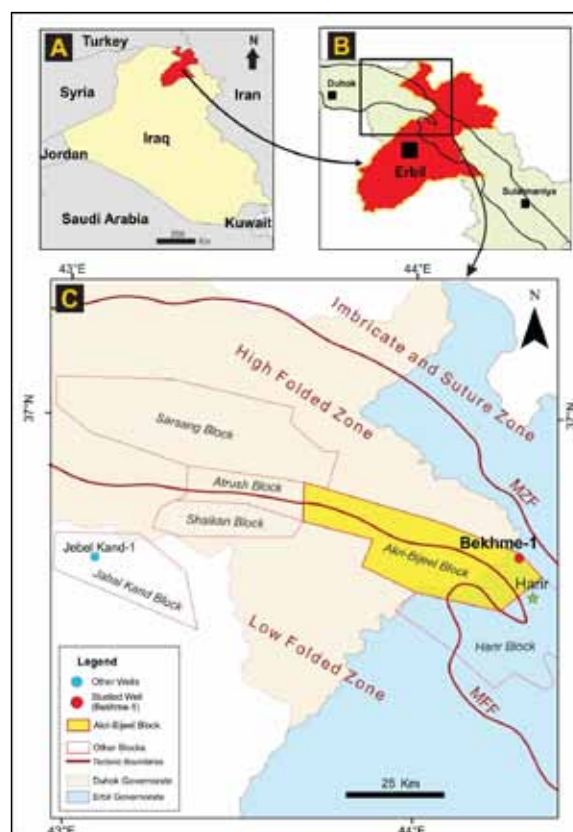 A
Turkey
N
Syria
Iran
Iraq
Jordan
Saudi Arabia
Kuwait
Km
B
Duhok
Erbil
Sulaimaniya
43°E
44°E
C
N
Imbricate and Suture Zone
High Folded Zone
37°N
37°N
Sarsang Block
MZF
Atrush Block
Shaikan Block
Bekhme-1
Akri-Bijeel Block
Jebel Kand-1
Harir
Jabal Kand Block
Harir Block
Low Folded Zone
MFF
Legend
Other Wells
Studied Well
(Bekhme-1)
Akri-Bijeel Block
Other Blocks
Tectonic Boundaries
Duhok Governorate
Erbil Governorate
25 Km
43°E
44°E